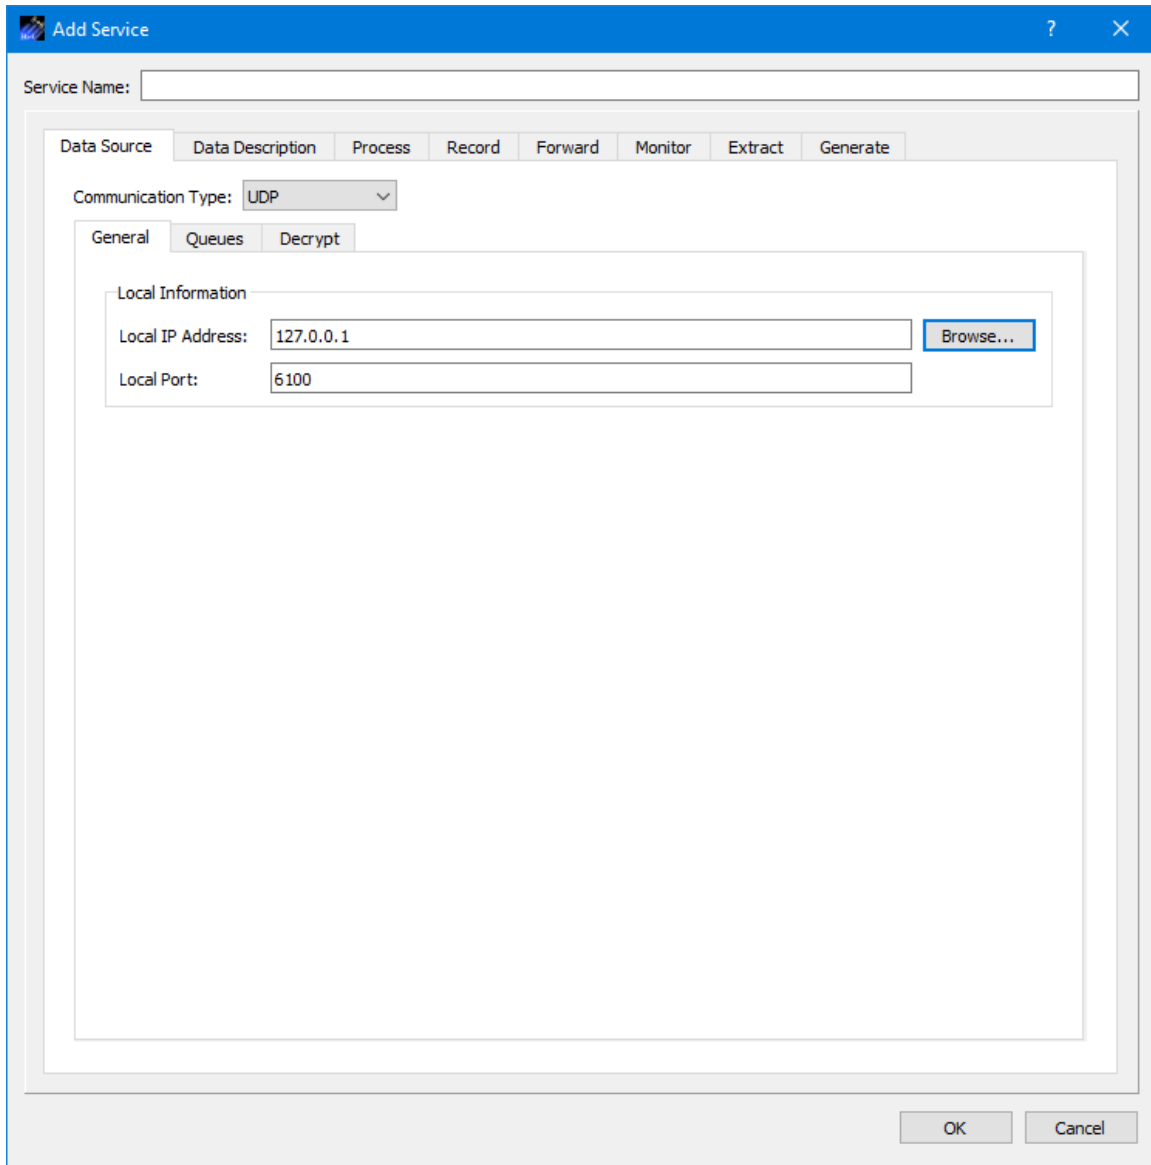 Add Service
?
Service Name:
Data Source Data Description Process Record Forward Monitor Extract Generate
Communication Type: UDP
General Queues Decrypt
Local Information
Local IP Address: 127.0.0.1 Browse...
Local Port: 6100
OK Cancel